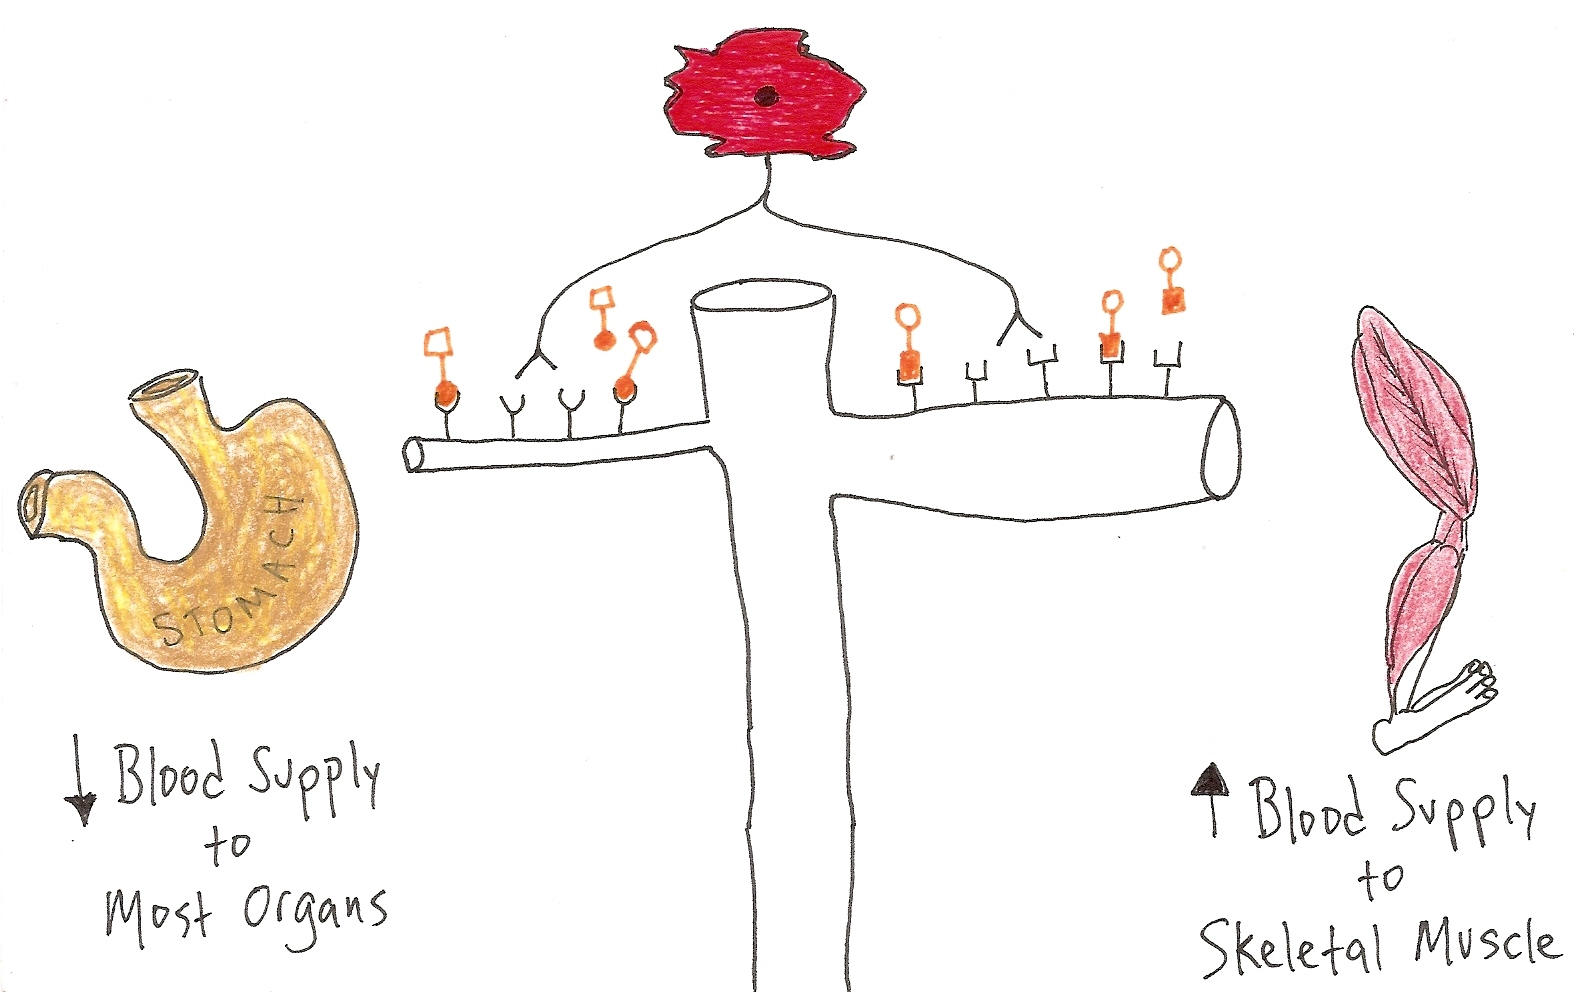 STOMACH
↓ Blood Supply
to
Most Organs
↑ Blood Supply
to
Skeletal Muscle